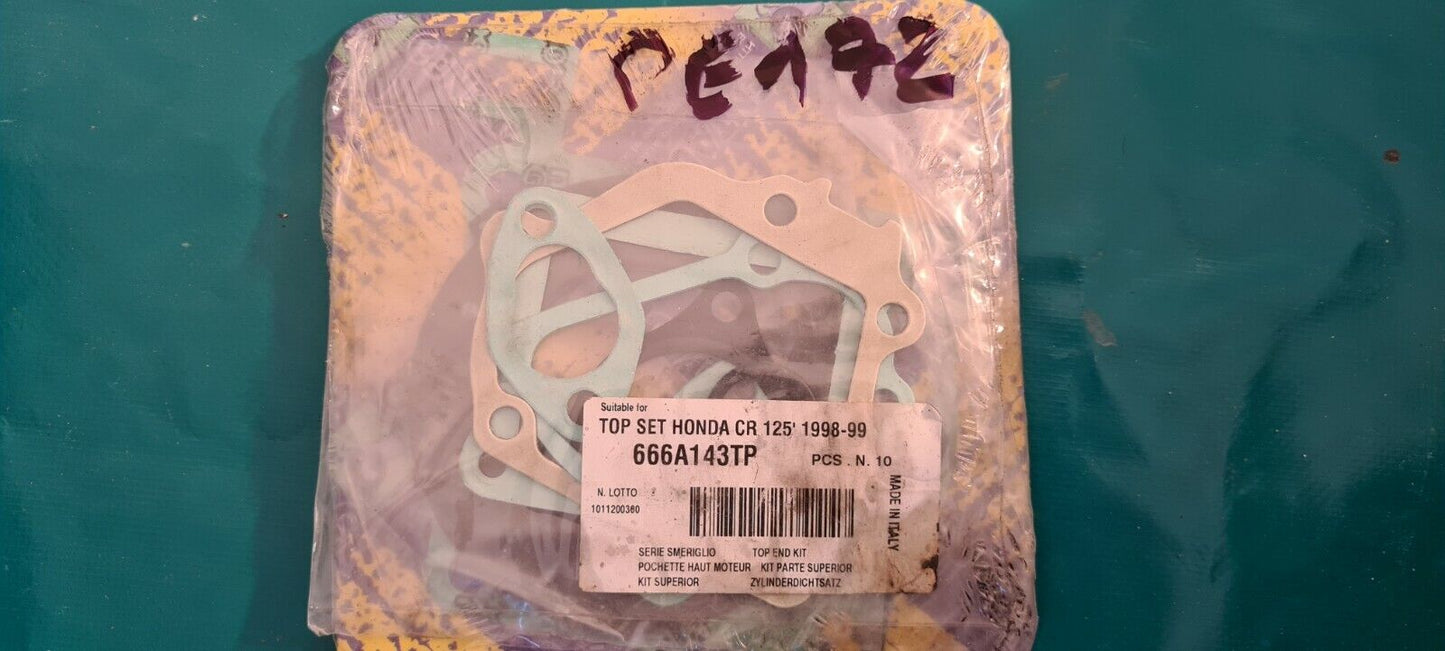 PE172
Suitable for
TOP SET HONDA CR 125' 1998-99
666A143TP PCS . N. 10
N. LOTTO
1011200360
MADE IN ITALY
SERIE SMERIGLIO TOP END KIT
POCHETTE HAUT MOTEUR KIT PARTE SUPERIOR
KIT SUPERIOR ZYLINDERDICHTSATZ